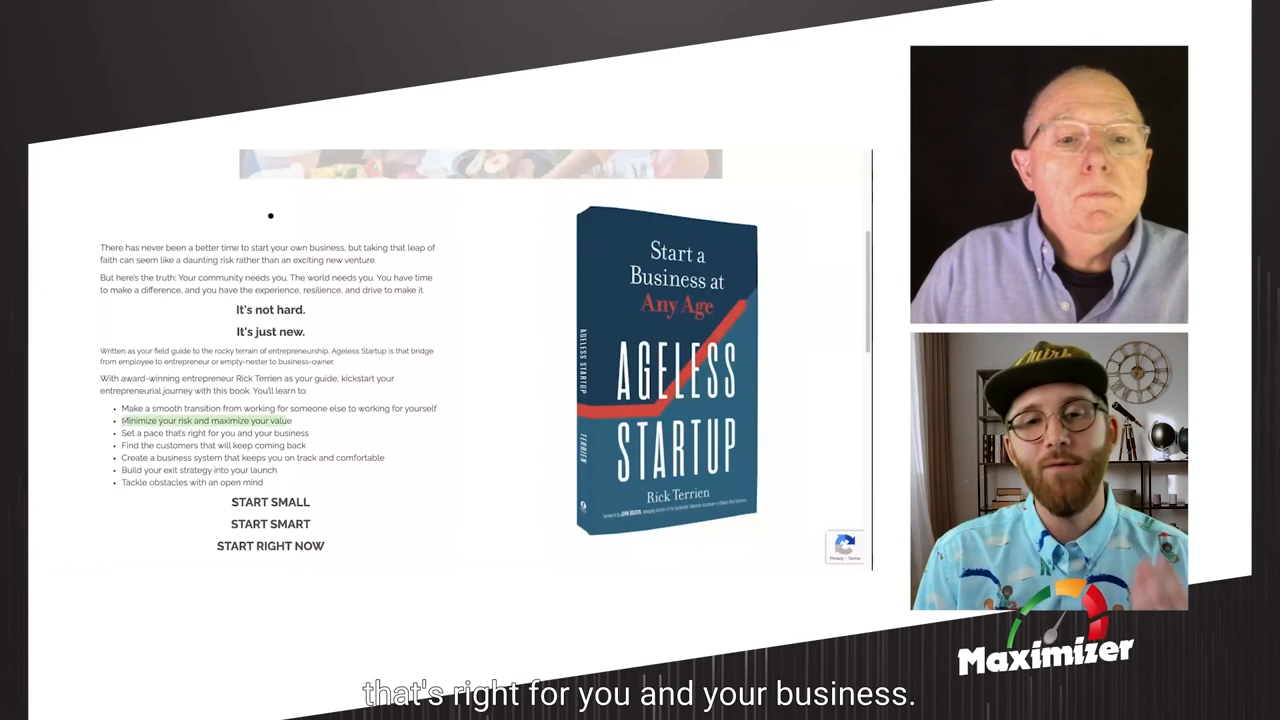 There has never been a better time to start your own business, but taking that leap of
faith can seem like a daunting risk rather than an exciting new venture.
But here's the truth: Your community needs you. The world needs you. You have time
to make a difference, and you have the experience, resilience, and drive to make it.
It's not hard.
It's just new.
Written as your field guide to the rocky terrain of entrepreneurship, Ageless Startup is that bridge
from employee to entrepreneur or empty-nester to business-owner.
With award-winning entrepreneur Rick Terrien as your guide, kickstart your
entrepreneurial journey with this book. You'll learn to:
• Make a smooth transition from working for someone else to working for yourself
• Minimize your risk and maximize your value
• Set a pace that's right for you and your business
• Find the customers that will keep coming back
• Create a business system that keeps you on track and comfortable
• Build your exit strategy into your launch
• Tackle obstacles with an open mind
START SMALL
START SMART
START RIGHT NOW
AGELESS STARTUP
TERRIEN
Start a
Business at
Any Age
AGELESS
STARTUP
Rick Terrien
Privacy - Terms
Maximizer
that's right for you and your business.